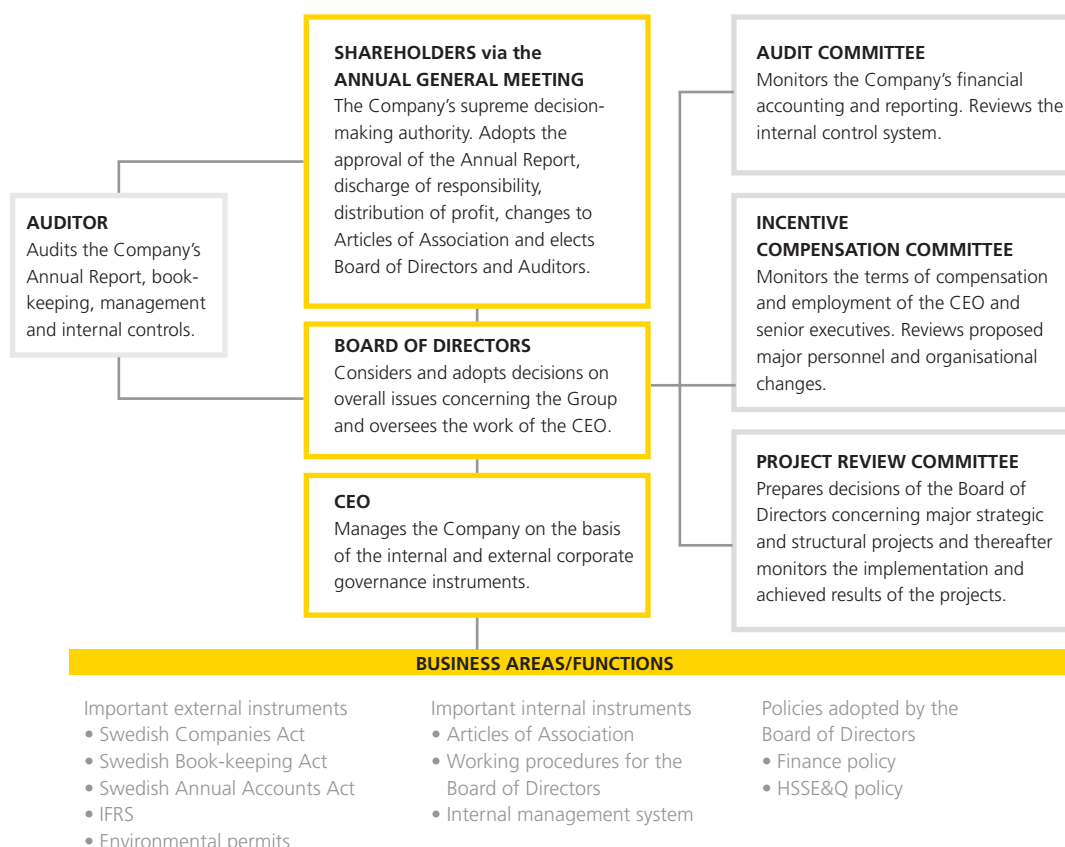 SHAREHOLDERS via the
ANNUAL GENERAL MEETING
The Company's supreme decision-
making authority. Adopts the
approval of the Annual Report,
discharge of responsibility,
distribution of profit, changes to
Articles of Association and elects
Board of Directors and Auditors.
AUDITOR
Audits the Company's
Annual Report, book-
keeping, management
and internal controls.
BOARD OF DIRECTORS
Considers and adopts decisions on
overall issues concerning the Group
and oversees the work of the CEO.
CEO
Manages the Company on the basis
of the internal and external corporate
governance instruments.
AUDIT COMMITTEE
Monitors the Company's financial
accounting and reporting. Reviews the
internal control system.
INCENTIVE
COMPENSATION COMMITTEE
Monitors the terms of compensation
and employment of the CEO and
senior executives. Reviews proposed
major personnel and organisational
changes.
PROJECT REVIEW COMMITTEE
Prepares decisions of the Board of
Directors concerning major strategic
and structural projects and thereafter
monitors the implementation and
achieved results of the projects.
BUSINESS AREAS/FUNCTIONS
Important external instruments
• Swedish Companies Act
• Swedish Book-keeping Act
• Swedish Annual Accounts Act
• IFRS
• Environmental permits
Important internal instruments
• Articles of Association
• Working procedures for the
Board of Directors
• Internal management system
Policies adopted by the
Board of Directors
• Finance policy
• HSSE&Q policy